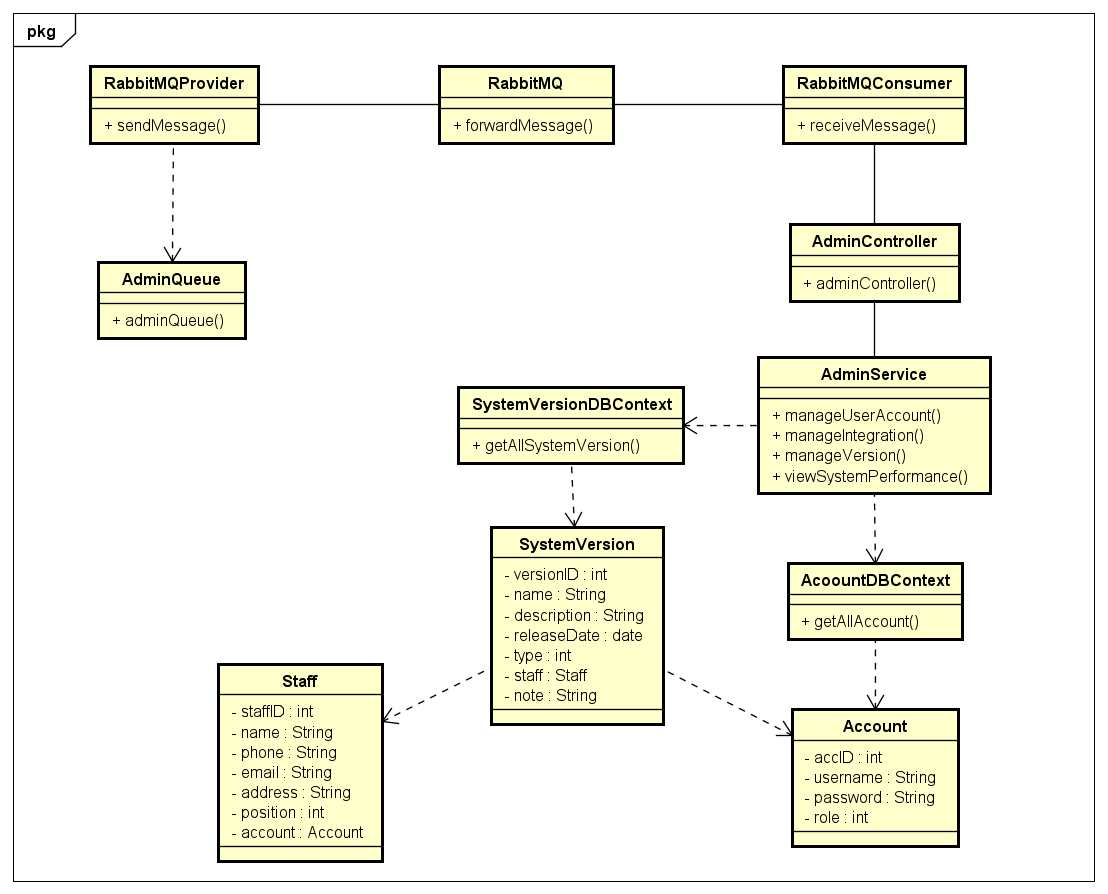 pkg
RabbitMQProvider
+ sendMessage()
RabbitMQ
+ forwardMessage()
RabbitMQConsumer
+ receiveMessage()
AdminQueue
+ adminQueue()
AdminController
+ adminController()
AdminService
+ manageUserAccount()
+ manageIntegration()
+ manageVersion()
+ viewSystemPerformance()
SystemVersionDBContext
+ getAllSystemVersion()
SystemVersion
- versionID : int
- name : String
- description : String
- releaseDate : date
- type : int
- staff : Staff
- note : String
AcoountDBContext
+ getAllAccount()
Staff
- staffID : int
- name : String
- phone : String
- email : String
- address : String
- position : int
- account : Account
Account
- accID : int
- username : String
- password : String
- role : int